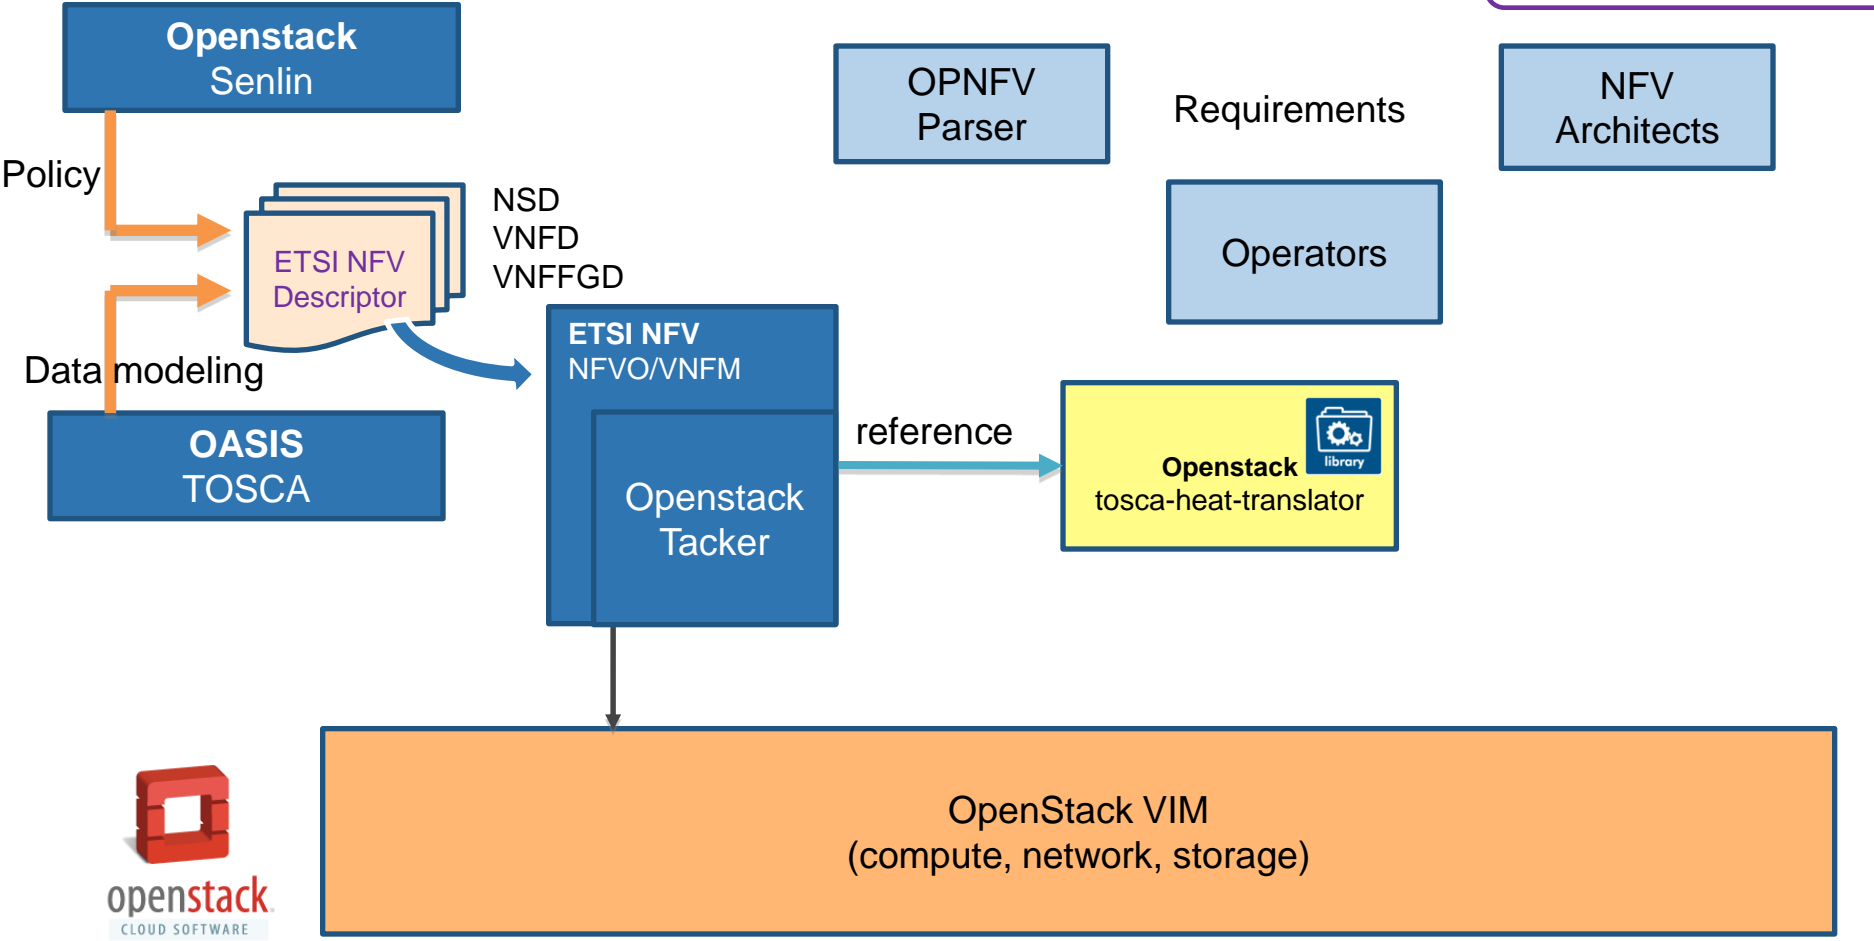 Openstack
Senlin
OPNFV
Parser
Requirements
NFV
Architects
Policy
NSD
VNFD
VNFFGD
ETSI NFV
Descriptor
Operators
ETSI NFV
NFVO/VNFM
Data modeling
OASIS
TOSCA
reference
library
Openstack
tosca-heat-translator
Openstack
Tacker
OpenStack VIM
(compute, network, storage)
openstack
CLOUD SOFTWARE